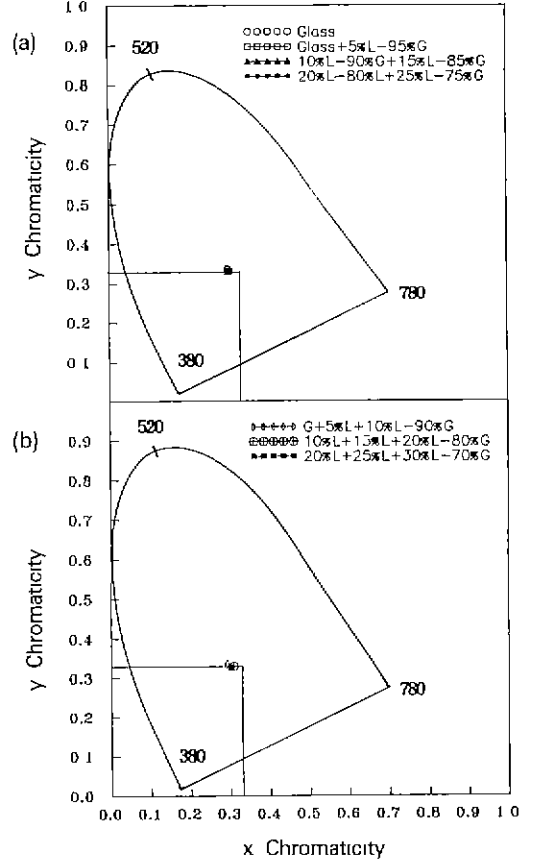 (a)
1.0
0.9
0.8
0.7
0.6
0.5
0.4
0.3
0.2
0.1
y Chromaticity
520
Glass
Glass+5%L-95%G
10%L-90%G+15%L-85%G
20%L-80%L+25%L-75%G
780
380
(b)
0.9
0.8
0.7
0.6
0.5
0.4
0.3
0.2
0.1
0.0
y Chromaticity
520
G+5%L+10%L-90%G
10%L+15%L+20%L-80%G
20%L+25%L+30%L-70%G
780
380
0.0 0.1 0.2 0.3 0.4 0.5 0.6 0.7 0.8 0.9 1 0
x Chromaticity